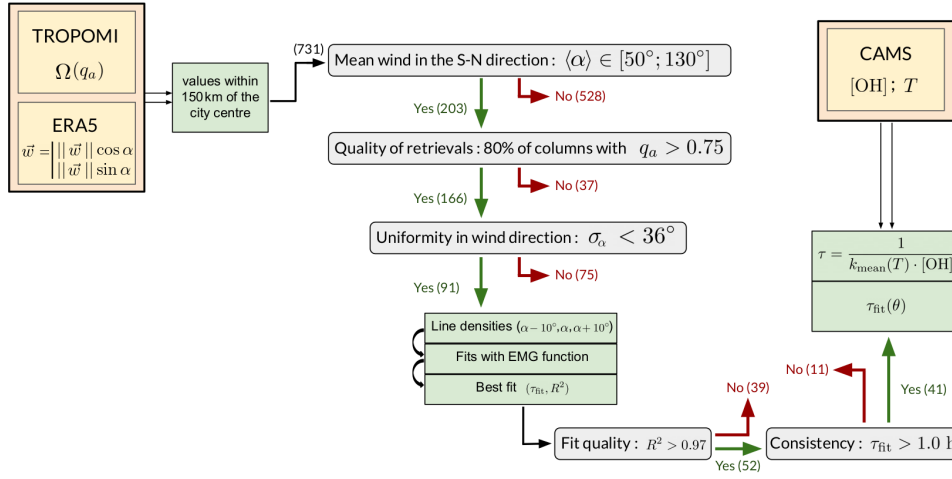 TROPOMI
Ω(qₐ)
ERA5
w⃗ = | || w⃗ || cos α
| || w⃗ || sin α
values within
150 km of the
city centre
(731)
Mean wind in the S-N direction : ⟨α⟩ ∈ [50°; 130°]
Yes (203)
No (528)
Quality of retrievals : 80% of columns with qₐ > 0.75
Yes (166)
No (37)
Uniformity in wind direction : σ_α < 36°
Yes (91)
No (75)
Line densities (α − 10°, α, α + 10°)
Fits with EMG function
Best fit (τ_fit, R²)
Fit quality : R² > 0.97
No (39)
Yes (52)
Consistency : τ_fit > 1.0 h
No (11)
Yes (41)
CAMS
[OH] ; T
τ = 1 / (k_mean(T) · [OH]
τ_fit(θ)